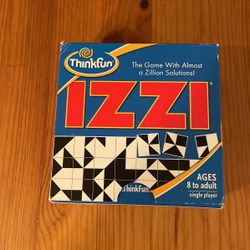 ThinkFun
The Game With Almost
a Zillion Solutions!
IZZI
AGES
8 to adult
single player
ThinkFun